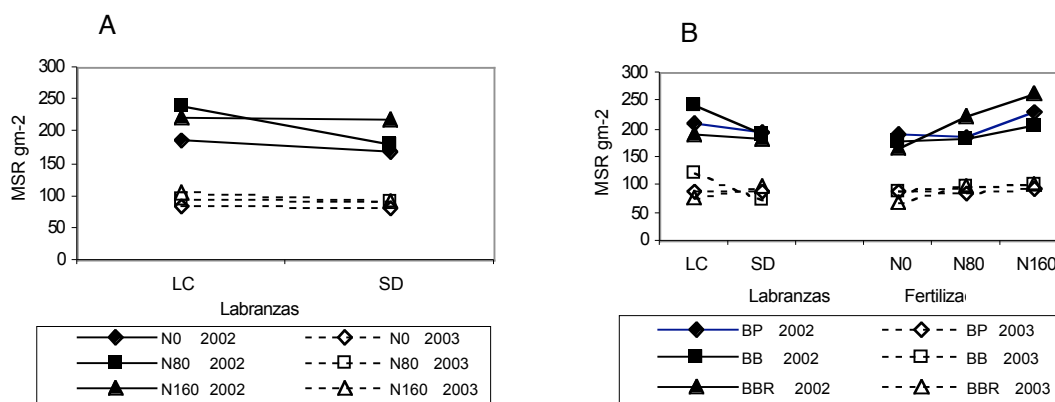 A
300
250
200
150
100
50
0
MSR gm-2
LC SD
Labranzas
N0 2002 N0 2003
N80 2002 N80 2003
N160 2002 N160 2003
B
300
250
200
150
100
50
0
MSR gm-2
LC SD N0 N80 N160
Labranzas Fertiliza
BP 2002 BP 2003
BB 2002 BB 2003
BBR 2002 BBR 2003